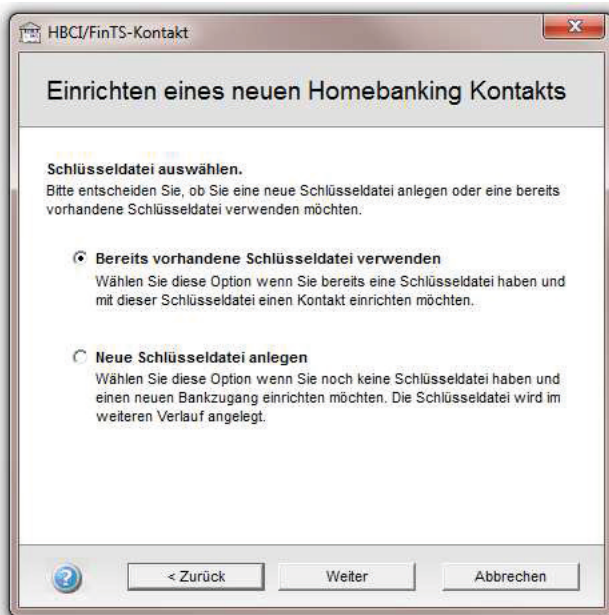 HBCI/FinTS-Kontakt
Einrichten eines neuen Homebanking Kontakts
Schlüsseldatei auswählen.
Bitte entscheiden Sie, ob Sie eine neue Schlüsseldatei anlegen oder eine bereits
vorhandene Schlüsseldatei verwenden möchten.
Bereits vorhandene Schlüsseldatei verwenden
Wählen Sie diese Option wenn Sie bereits eine Schlüsseldatei haben und
mit dieser Schlüsseldatei einen Kontakt einrichten möchten.
Neue Schlüsseldatei anlegen
Wählen Sie diese Option wenn Sie noch keine Schlüsseldatei haben und
einen neuen Bankzugang einrichten möchten. Die Schlüsseldatei wird im
weiteren Verlauf angelegt.
? < Zurück Weiter Abbrechen